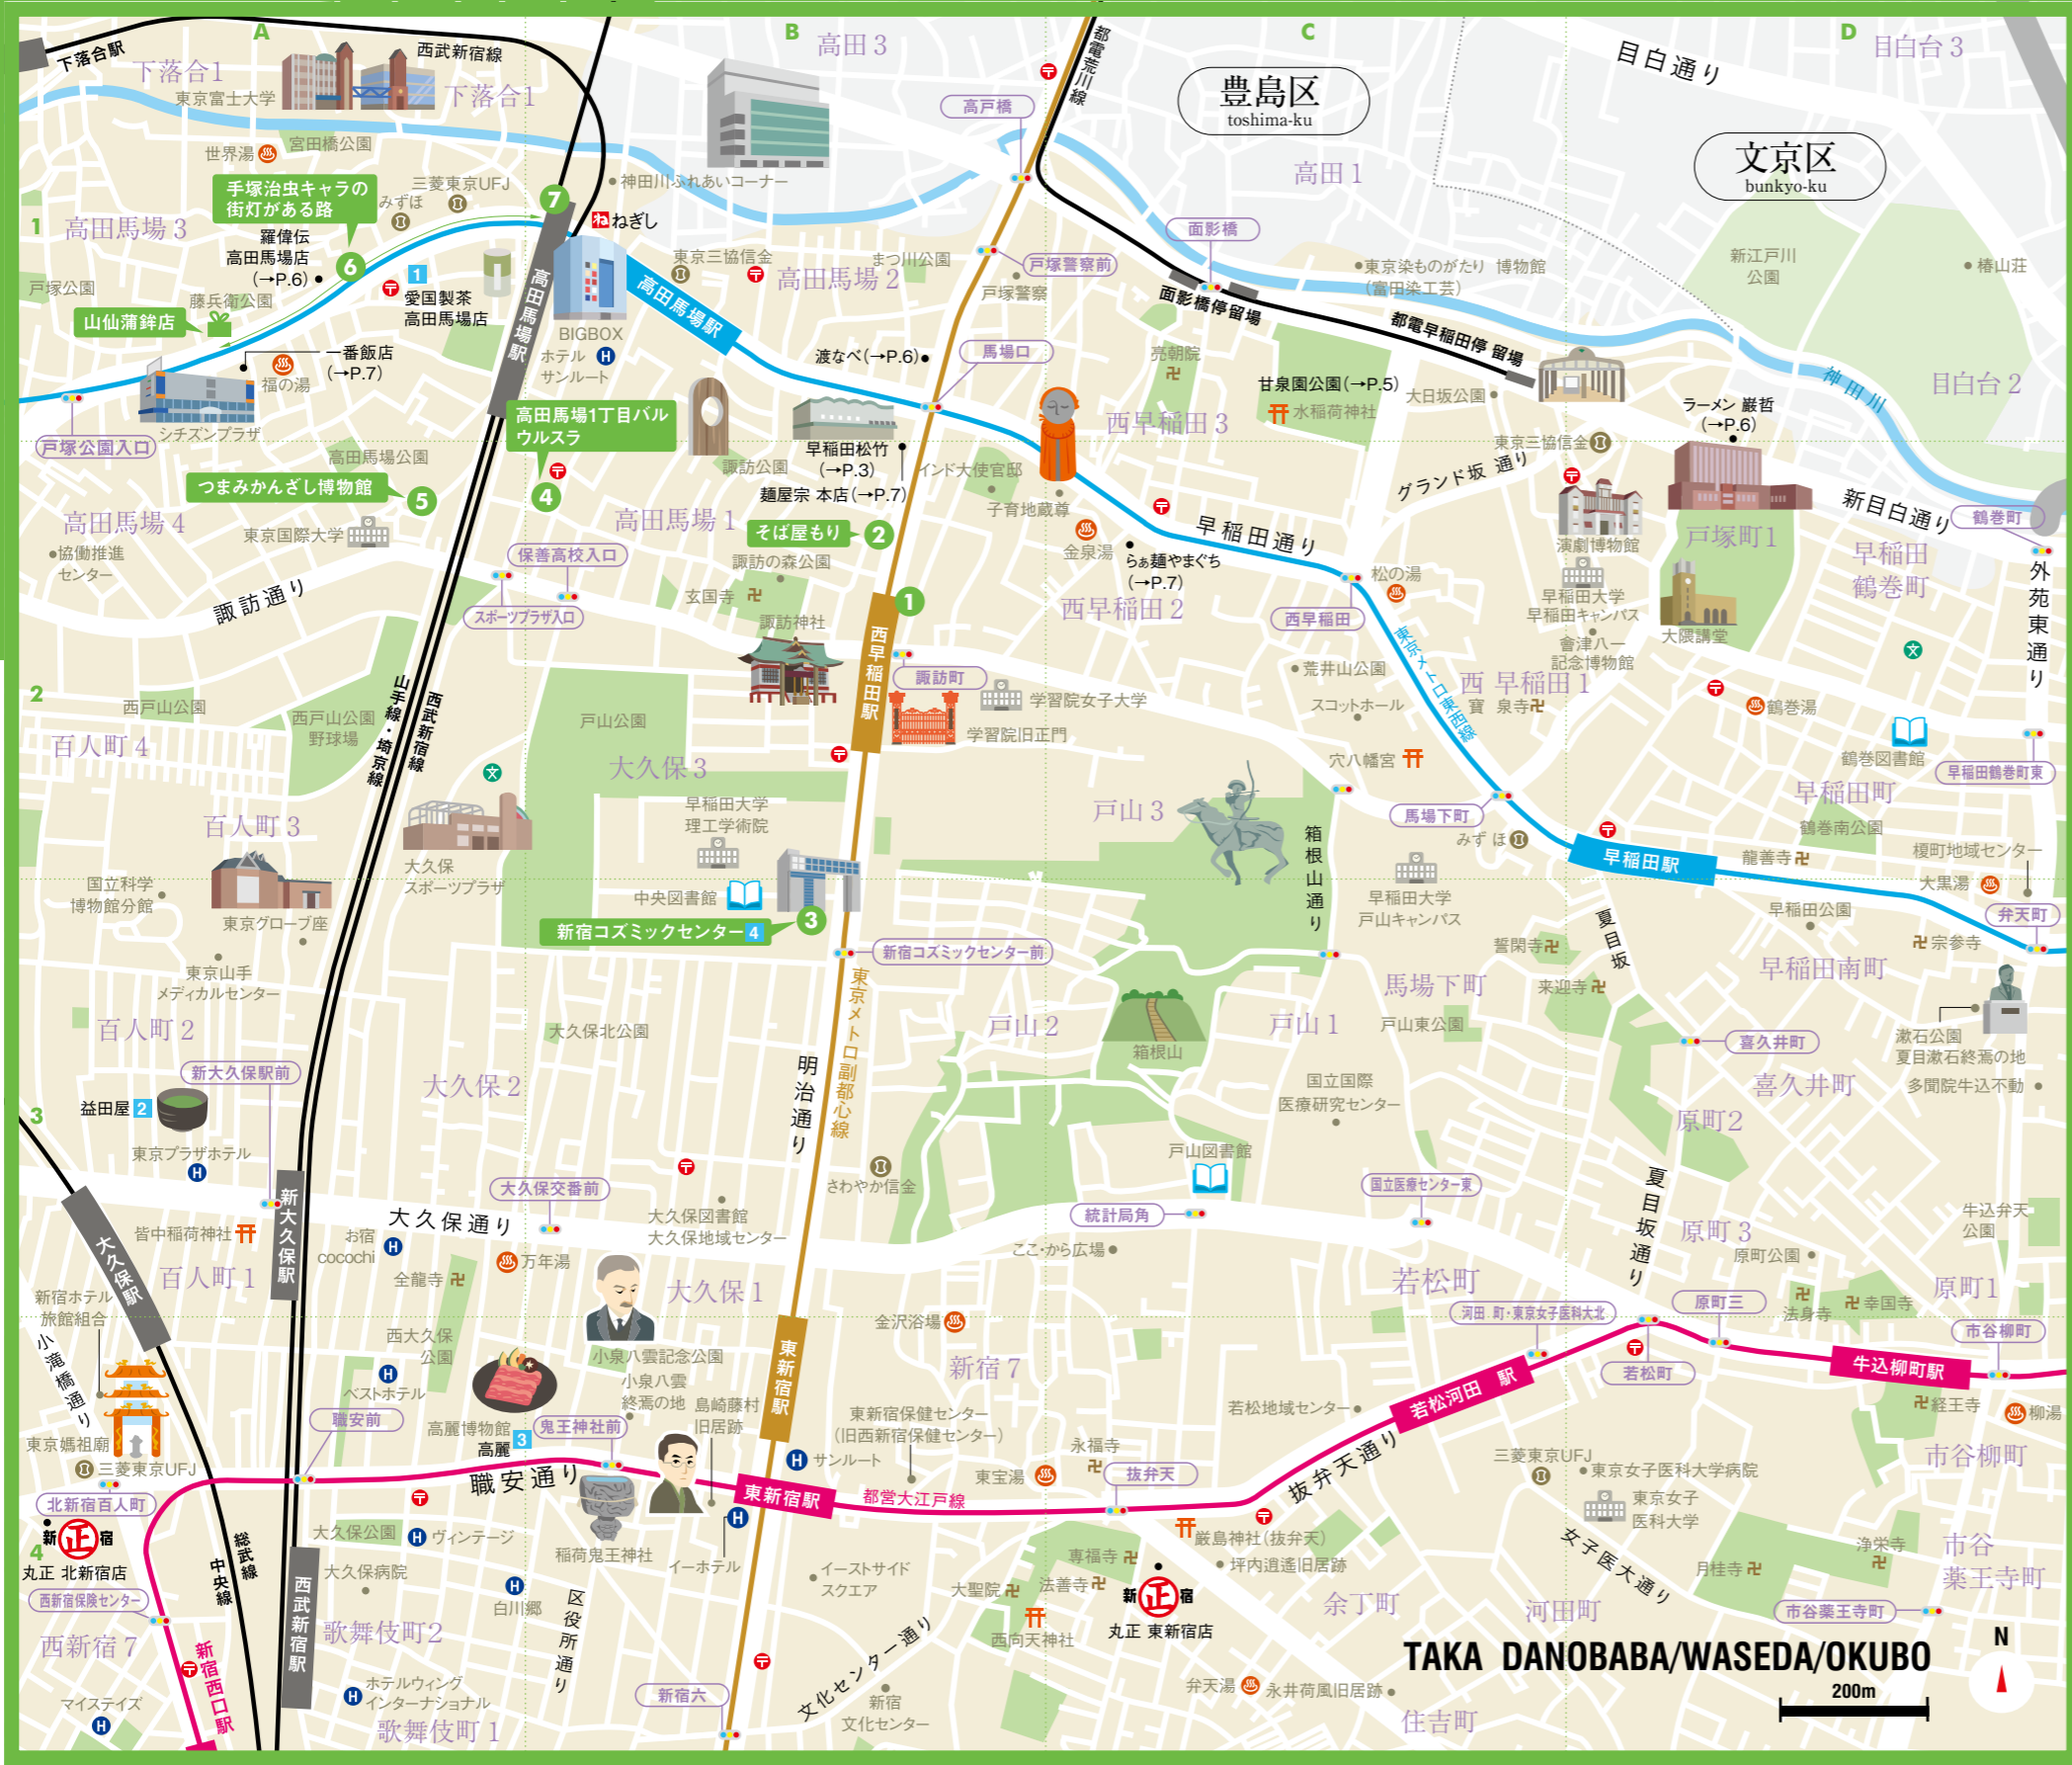 A
B
C
D
下落合駅
下落合1
東京富士大学
西武新宿線
下落合1
高田 3
都電荒川線
高戸橋
豊島区
toshima-ku
目白通り
目白台 3
文京区
bunkyo-ku
高田 1
世界湯
宮田橋公園
手塚治虫キャラの
街灯がある路
三菱東京UFJ
みずほ
神田川ふれあいコーナー
7
ね
ねぎし
1
高田馬場 3
羅偉伝
高田馬場店
(→P.6)
6
1
愛国製茶
高田馬場店
戸塚公園
藤兵衛公園
山仙蒲鉾店
高田馬場駅
BIGBOX
ホテル
サンルート
H
東京三協信金
高田馬場 2
まつ川公園
高田馬場駅
戸塚警察前
戸塚警察
面影橋
面影橋停留場
東京染ものがたり 博物館
(富田染工芸)
都電早稲田停 留場
新江戸川
公園
椿山荘
神田川
目白台 2
一番飯店
(→P.7)
福の湯
シチズンプラザ
戸塚公園入口
高田馬場1丁目バル
ウルスラ
4
渡なべ(→P.6)
馬場口
亮朝院
甘泉園公園(→P.5)
水稲荷神社
大日坂公園
西早稲田 3
ラーメン 巌哲
(→P.6)
東京三協信金
グランド坂 通り
新目白通り
鶴巻町
高田馬場公園
つまみかんざし博物館
5
高田馬場 4
東京国際大学
協働推進
センター
諏訪公園
早稲田松竹
(→P.3)
麺屋宗 本店(→P.7)
インド大使官邸
子育地蔵尊
高田馬場 1
そば屋もり
2
金泉湯
らぁ麺やまぐち
(→P.7)
早稲田通り
演劇博物館
戸塚町1
早稲田
鶴巻町
外苑東通り
保善高校入口
諏訪の森公園
玄国寺
諏訪通り
スポーツプラザ入口
諏訪神社
1
西早稲田駅
西早稲田 2
西早稲田
松の湯
早稲田大学
早稲田キャンパス
會津八一
記念博物館
大隈講堂
東京メトロ東西線
2
諏訪町
学習院女子大学
学習院旧正門
荒井山公園
西 早稲田 1
スコットホール
寶 泉寺
鶴巻湯
鶴巻図書館
早稲田鶴巻町東
西戸山公園
西戸山公園
野球場
百人町 4
山手線・埼京線
西武新宿線
戸山公園
大久保 3
穴八幡宮
戸山 3
馬場下町
みず ほ
早稲田町
鶴巻南公園
早稲田駅
龍善寺
榎町地域センター
大黒湯
百人町 3
大久保
スポーツプラザ
早稲田大学
理工学術院
中央図書館
新宿コズミックセンター4
3
新宿コズミックセンター前
箱根山通り
早稲田大学
戸山キャンパス
夏目坂
早稲田公園
弁天町
宗参寺
国立科学
博物館分館
東京グローブ座
東京山手
メディカルセンター
誓閑寺
来迎寺
早稲田南町
馬場下町
漱石公園
夏目漱石終焉の地
多聞院牛込不動
百人町 2
大久保北公園
東京メトロ副都心線
明治通り
戸山 2
箱根山
戸山 1
戸山東公園
喜久井町
喜久井町
原町2
新大久保駅前
大久保 2
国立国際
医療研究センター
3
益田屋 2
東京プラザホテル
H
戸山図書館
さわやか信金
新大久保駅
大久保交番前
大久保通り
大久保図書館
大久保地域センター
統計局角
国立医療センター東
夏目坂通り
ここ・から広場
原町 3
原町公園
牛込弁天
公園
大久保駅
皆中稲荷神社
お宿
cocochi
H
万年湯
全龍寺
百人町 1
大久保 1
若松町
原町1
法身寺
幸国寺
新宿ホテル
旅館組合
小滝橋通り
西大久保
公園
小泉八雲記念公園
東新宿駅
金沢浴場
新宿 7
河田 町・東京女子医科大北
原町三
市谷柳町
若松町
牛込柳町駅
H
ベストホテル
小泉八雲
終焉の地
島崎藤村
旧居跡
若松河田 駅
若松地域センター
経王寺
柳湯
市谷柳町
職安前
高麗博物館
高麗 3
鬼王神社前
東新宿保健センター
(旧西新宿保健センター)
永福寺
東京媽祖廟
三菱東京UFJ
H サンルート
東宝湯
抜弁天
抜弁天通り
三菱東京UFJ
東京女子医科大学病院
東京女子
医科大学
北新宿百人町
職安通り
東新宿駅
都営大江戸線
4
新 正 宿
丸正 北新宿店
総武線
中央線
大久保公園
H ヴィンテージ
稲荷鬼王神社
イーホテル
H
厳島神社(抜弁天)
坪内逍遙旧居跡
女子医大通り
月桂寺
浄栄寺
市谷
薬王寺町
大久保病院
専福寺
大聖院
法善寺
新 正 宿
丸正 東新宿店
イーストサイド
スクエア
西新宿保険センター
西武新宿駅
H
白川郷
区役所通り
西向天神社
余丁町
河田町
市谷薬王寺町
西新宿 7
新宿西口駅
歌舞伎町2
文化センター通り
TAKA DANOBABA/WASEDA/OKUBO
N
200m
マイステイズ
H
H
ホテルウィング
インターナショナル
歌舞伎町 1
新宿六
新宿
文化センター
弁天湯
永井荷風旧居跡
住吉町